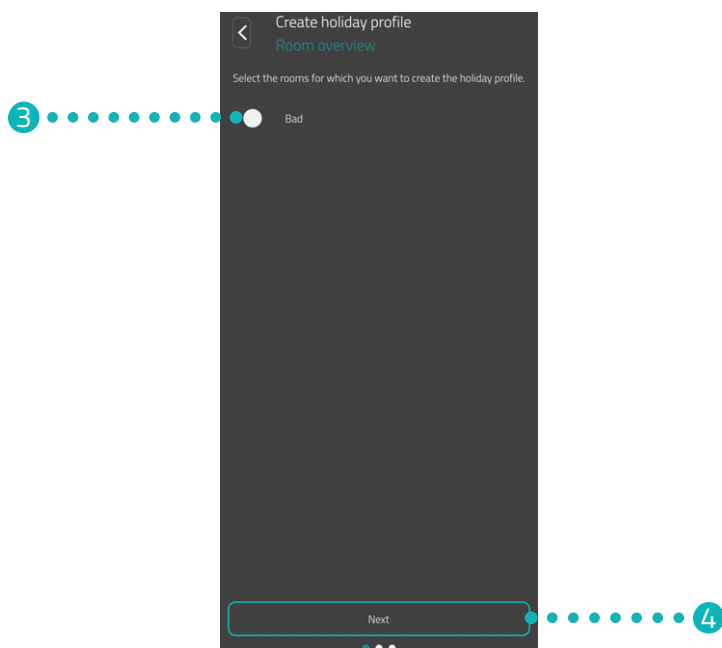 Create holiday profile
Room overview
Select the rooms for which you want to create the holiday profile.
3
Bad
Next
4